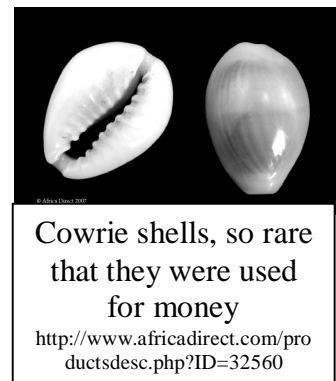 © Africa Direct 2007
Cowrie shells, so rare
that they were used
for money
http://www.africadirect.com/pro
ductsdesc.php?ID=32560